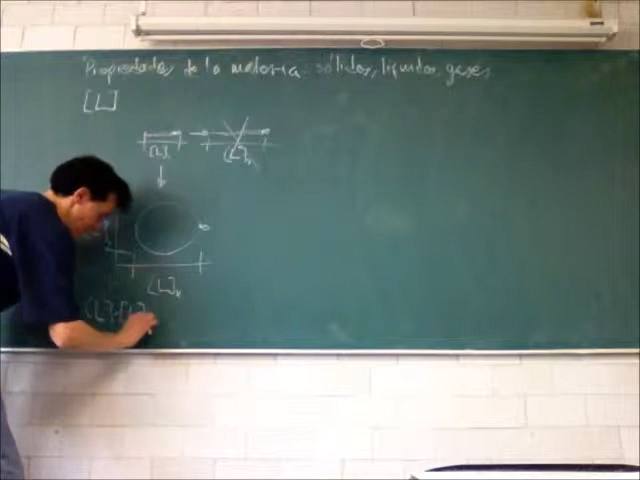 Propiedades de la materia: sólidos, líquidos, gases
[L]
[L]
[L]ₓ
[L]ₓ
[L]·[L]